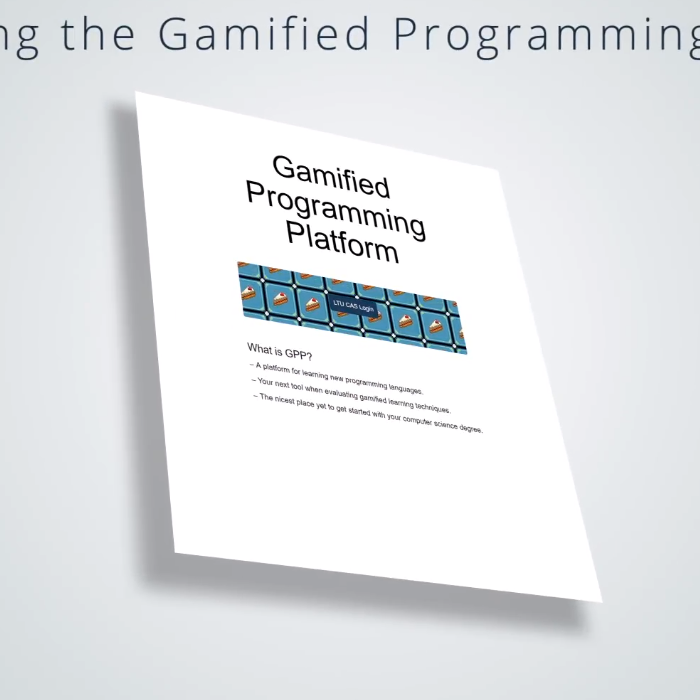 ng the Gamified Programming
Gamified
Programming
Platform
LTU CAS Login
What is GPP?
– A platform for learning new programming languages.
– Your next tool when evaluating gamified learning techniques.
– The nicest place yet to get started with your computer science degree.